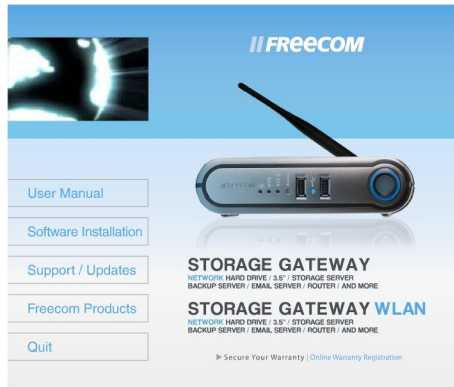 FREECOM
User Manual
Software Installation
Support / Updates
Freecom Products
Quit
FREECOM
STORAGE GATEWAY
NETWORK HARD DRIVE / 3.5" / STORAGE SERVER
BACKUP SERVER / EMAIL SERVER / ROUTER / AND MORE
STORAGE GATEWAY WLAN
NETWORK HARD DRIVE / 3.5" / STORAGE SERVER
BACKUP SERVER / EMAIL SERVER / ROUTER / AND MORE
Secure Your Warranty | Online Warranty Registration